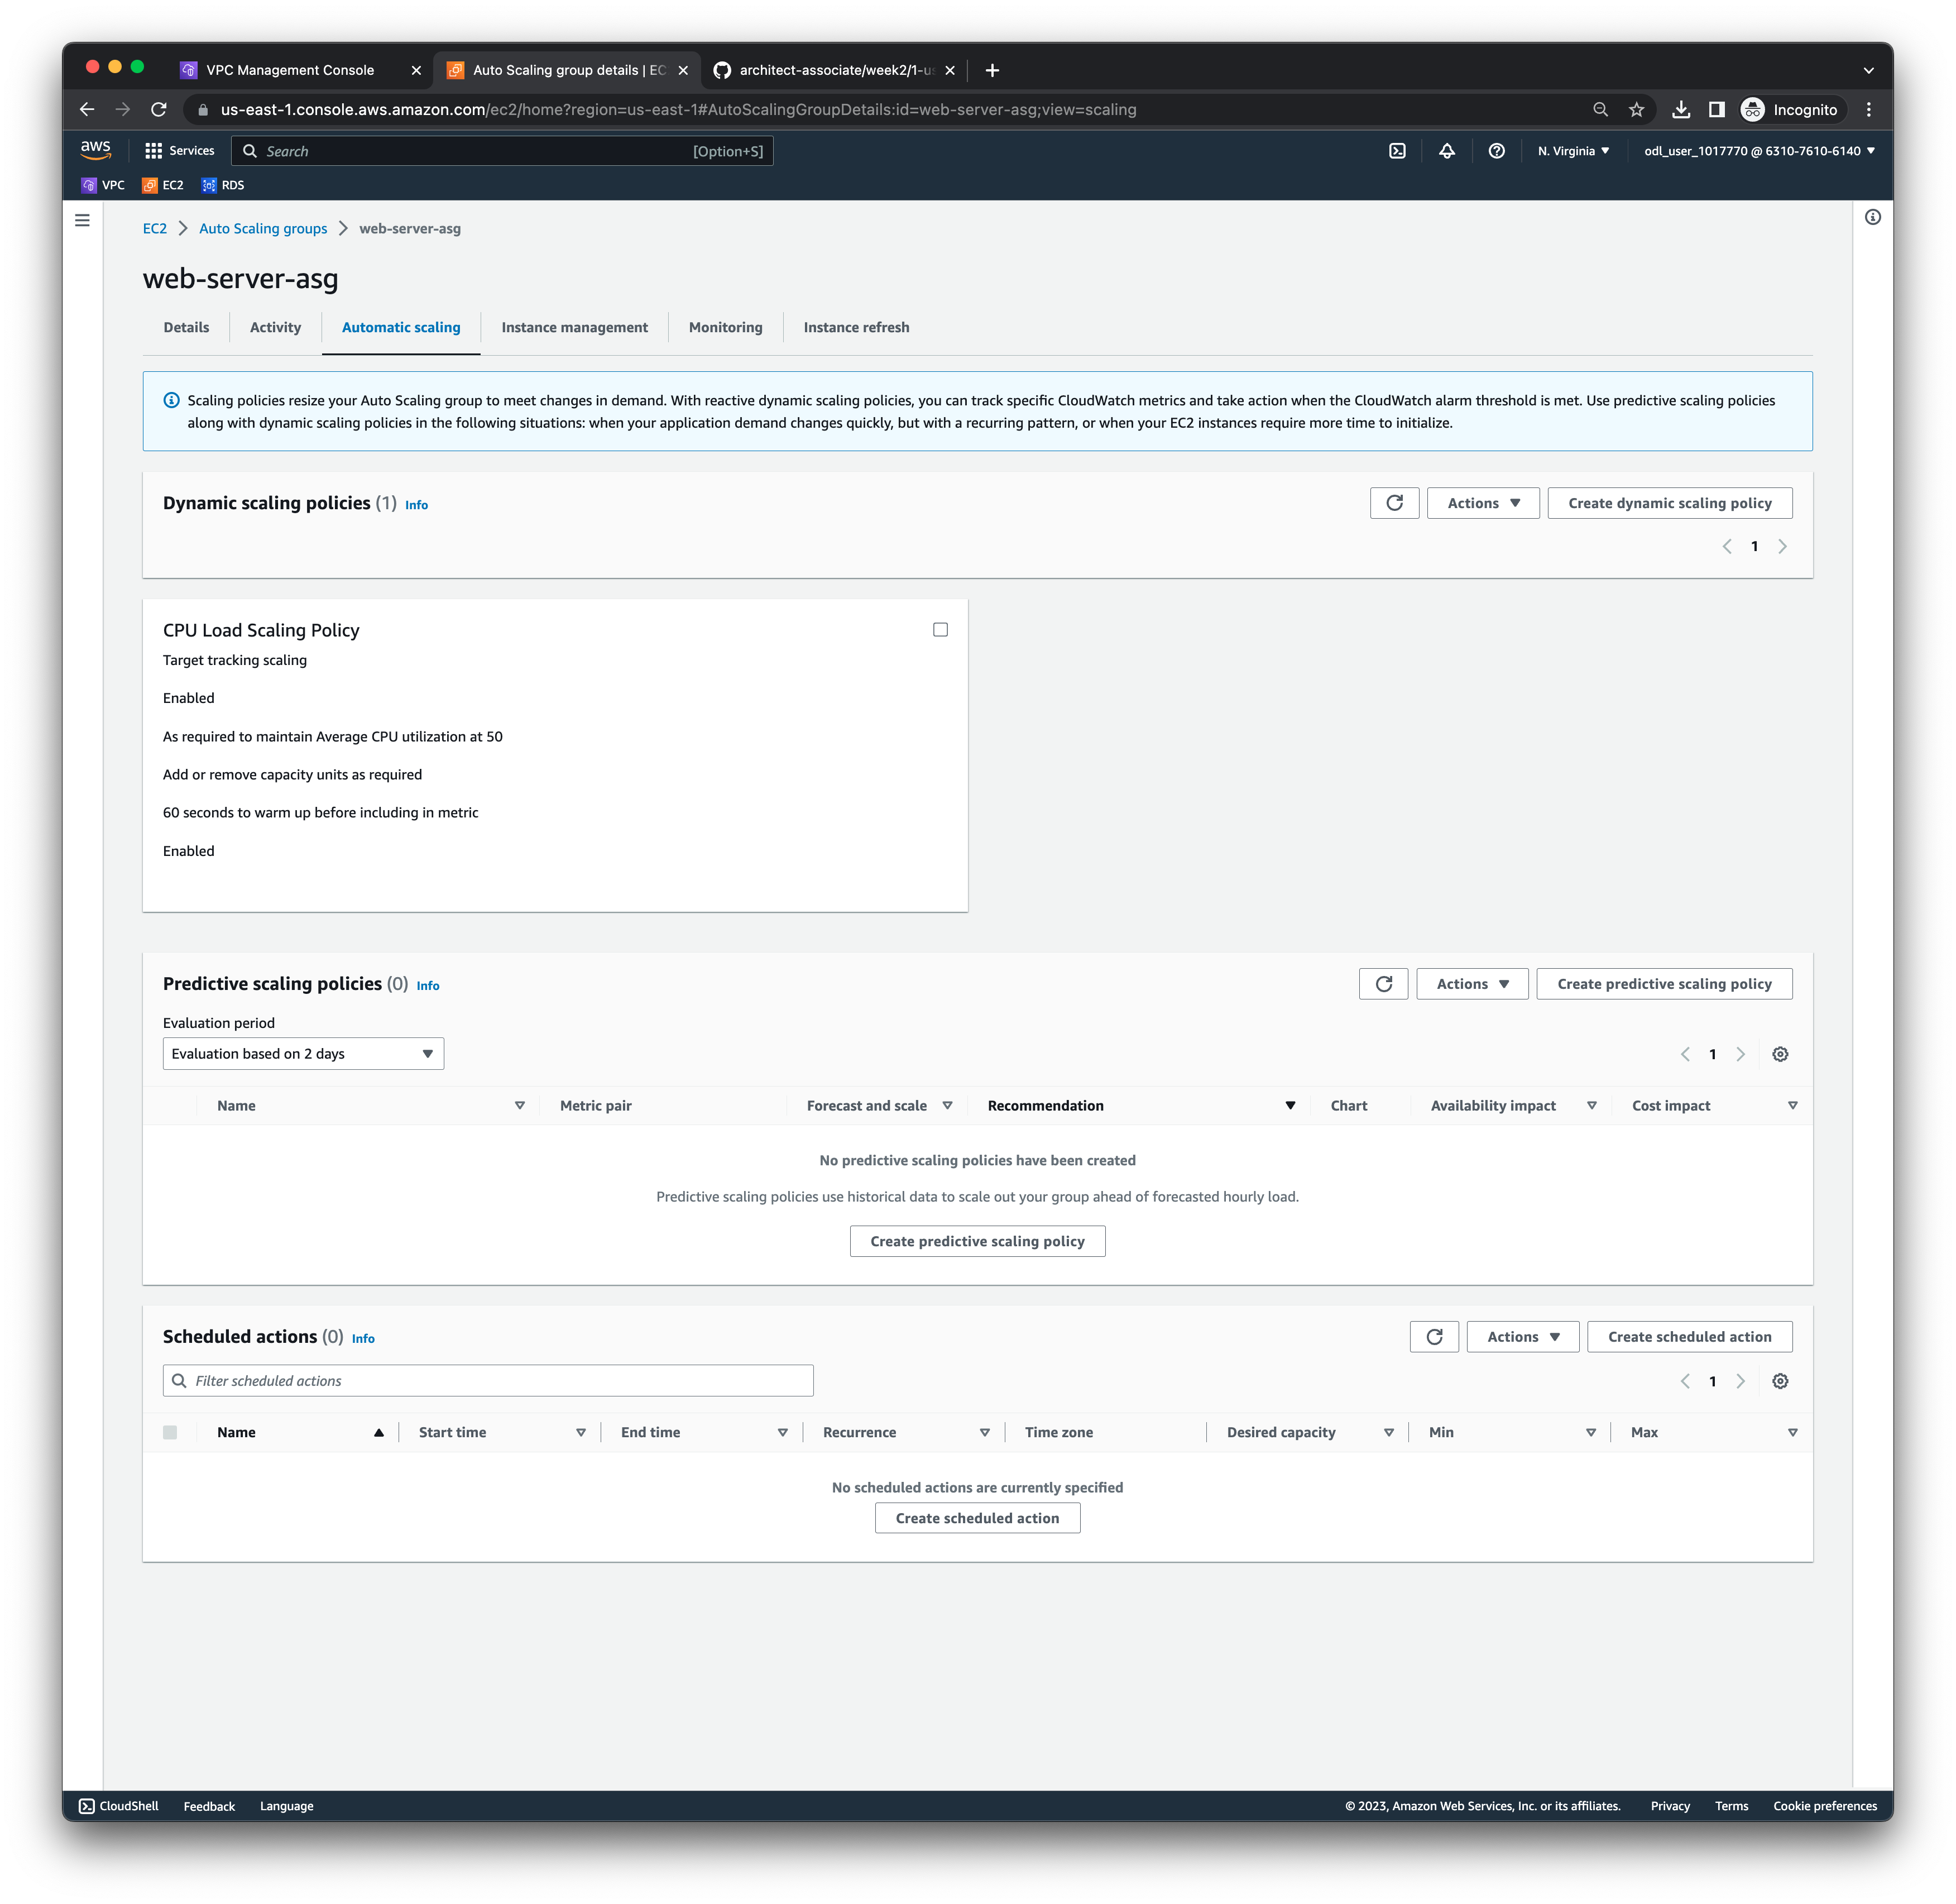 VPC Management Console
Auto Scaling group details | EC
architect-associate/week2/1-us
us-east-1.console.aws.amazon.com/ec2/home?region=us-east-1#AutoScalingGroupDetails:id=web-server-asg;view=scaling
Incognito
aws
Services
Search
[Option+S]
N. Virginia
odl_user_1017770 @ 6310-7610-6140
VPC
EC2
RDS
EC2
Auto Scaling groups
web-server-asg
web-server-asg
Details
Activity
Automatic scaling
Instance management
Monitoring
Instance refresh
Scaling policies resize your Auto Scaling group to meet changes in demand. With reactive dynamic scaling policies, you can track specific CloudWatch metrics and take action when the CloudWatch alarm threshold is met. Use predictive scaling policies
along with dynamic scaling policies in the following situations: when your application demand changes quickly, but with a recurring pattern, or when your EC2 instances require more time to initialize.
Dynamic scaling policies (1) Info
Actions
Create dynamic scaling policy
1
CPU Load Scaling Policy
Target tracking scaling
Enabled
As required to maintain Average CPU utilization at 50
Add or remove capacity units as required
60 seconds to warm up before including in metric
Enabled
Predictive scaling policies (0) Info
Actions
Create predictive scaling policy
Evaluation period
Evaluation based on 2 days
1
Name
Metric pair
Forecast and scale
Recommendation
Chart
Availability impact
Cost impact
No predictive scaling policies have been created
Predictive scaling policies use historical data to scale out your group ahead of forecasted hourly load.
Create predictive scaling policy
Scheduled actions (0) Info
Actions
Create scheduled action
Filter scheduled actions
1
Name
Start time
End time
Recurrence
Time zone
Desired capacity
Min
Max
No scheduled actions are currently specified
Create scheduled action
CloudShell
Feedback
Language
© 2023, Amazon Web Services, Inc. or its affiliates.
Privacy
Terms
Cookie preferences